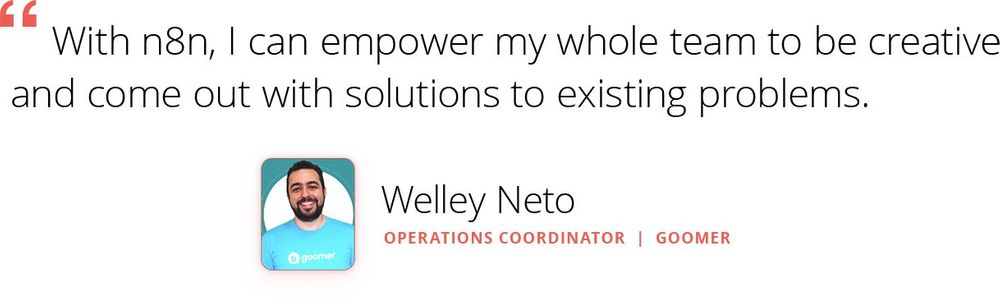 “ With n8n, I can empower my whole team to be creative
and come out with solutions to existing problems.
Welley Neto
OPERATIONS COORDINATOR | GOOMER
goomer